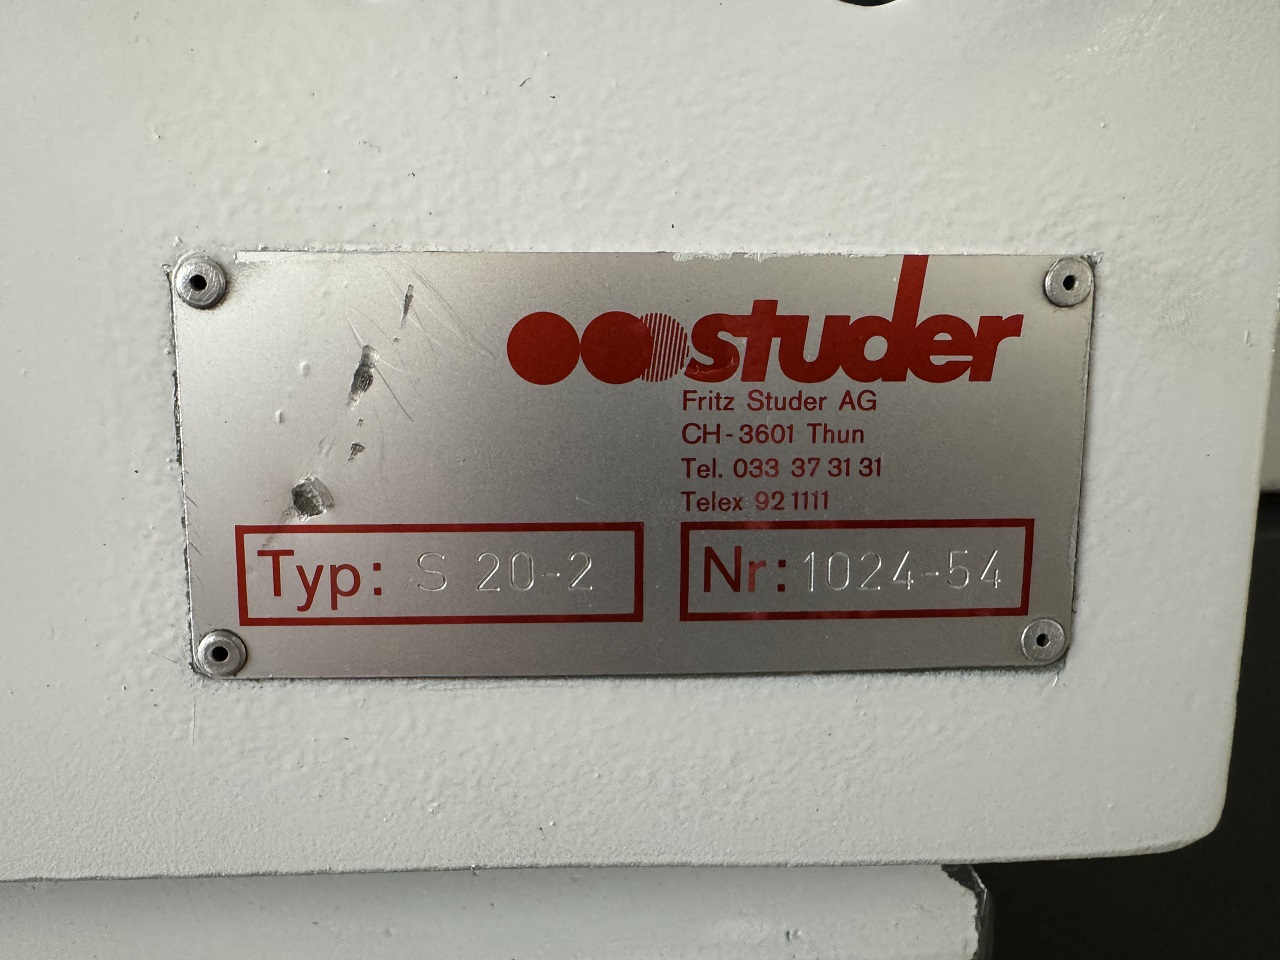 studer
Fritz Studer AG
CH-3601 Thun
Tel. 033 37 31 31
Telex 92 1111
Typ: S 20-2
Nr: 1024-54